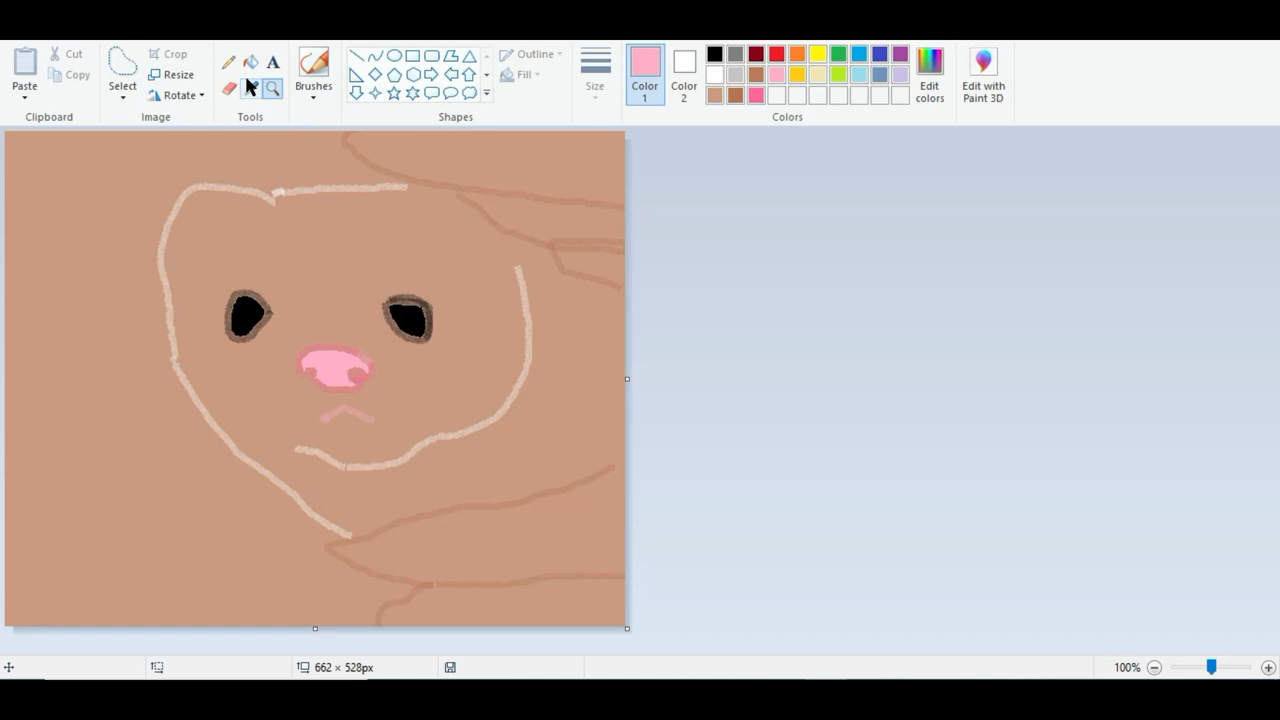 Cut
Copy
Paste
Clipboard
Select
Crop
Resize
Rotate
Image
A
Tools
Brushes
Outline
Fill
Shapes
Size
Color 1
Color 2
Edit colors
Colors
Edit with Paint 3D
662 × 528px
100%